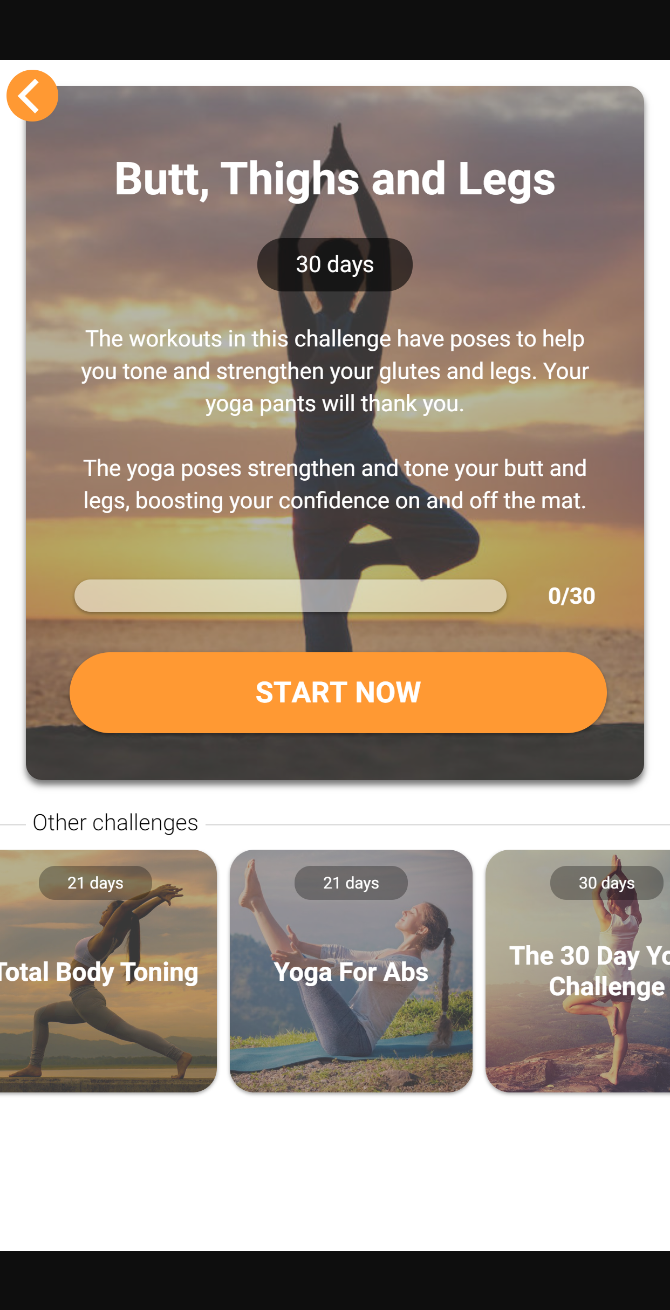 Butt, Thighs and Legs
30 days
The workouts in this challenge have poses to help
you tone and strengthen your glutes and legs. Your
yoga pants will thank you.
The yoga poses strengthen and tone your butt and
legs, boosting your confidence on and off the mat.
0/30
START NOW
Other challenges
21 days
Total Body Toning
21 days
Yoga For Abs
30 days
The 30 Day
Challenge